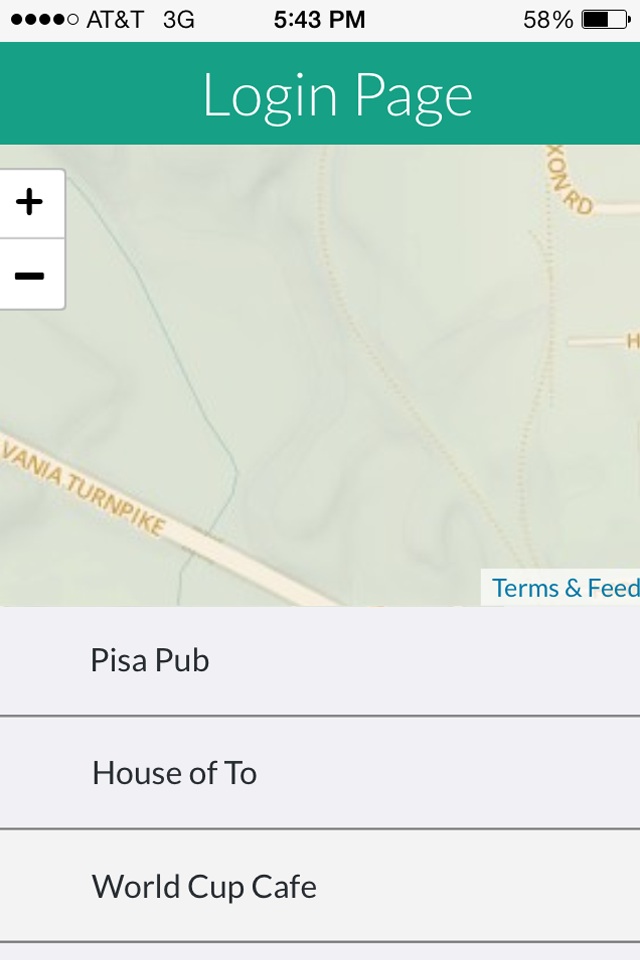 AT&T 3G 5:43 PM 58%
Login Page
+
XON RD
−
H
VANIA TURNPIKE
Terms & Feed
Pisa Pub
House of To
World Cup Cafe